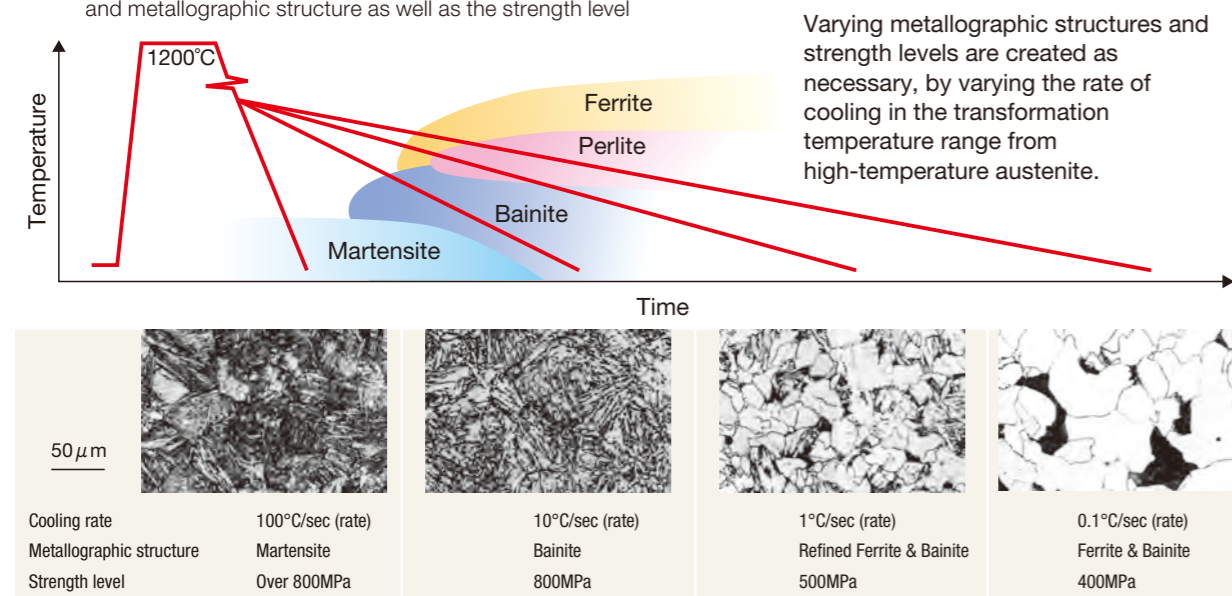 and metallographic structure as well as the strength level
Varying metallographic structures and
strength levels are created as
necessary, by varying the rate of
cooling in the transformation
temperature range from
high-temperature austenite.
1200°C
Temperature
Ferrite
Perlite
Bainite
Martensite
Time
50 μm
Cooling rate 100°C/sec (rate) 10°C/sec (rate) 1°C/sec (rate) 0.1°C/sec (rate)
Metallographic structure Martensite Bainite Refined Ferrite & Bainite Ferrite & Bainite
Strength level Over 800MPa 800MPa 500MPa 400MPa